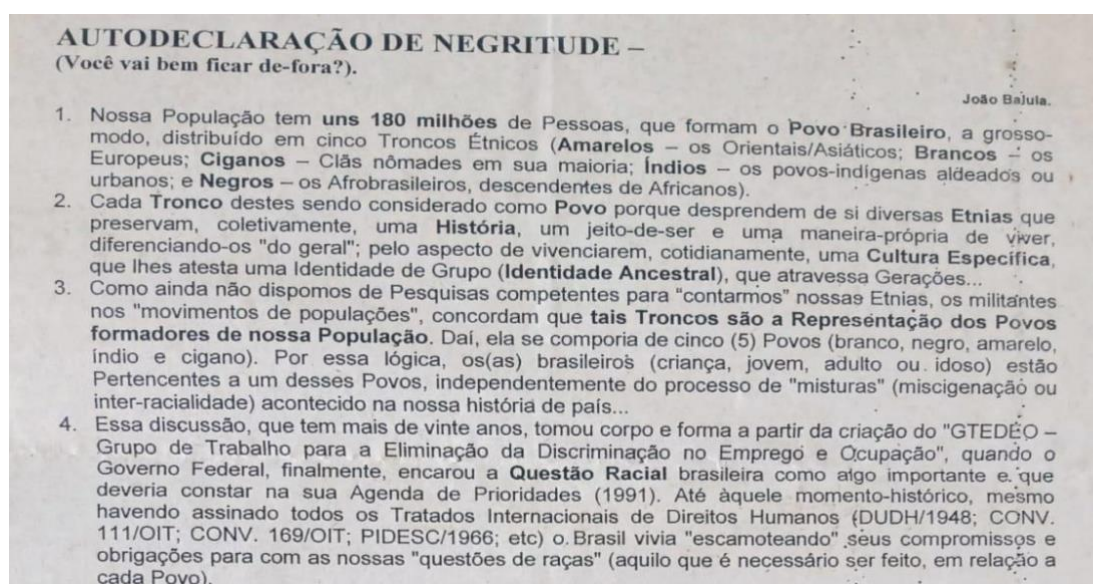 AUTODECLARAÇÃO DE NEGRITUDE –
(Você vai bem ficar de-fora?).
João Bajula.
1. Nossa População tem uns 180 milhões de Pessoas, que formam o Povo Brasileiro, a grosso-
modo, distribuído em cinco Troncos Étnicos (Amarelos – os Orientais/Asiáticos; Brancos – os
Europeus; Ciganos – Clãs nômades em sua maioria; Índios – os povos-indígenas aldeados ou
urbanos; e Negros – os Afrobrasileiros, descendentes de Africanos).
2. Cada Tronco destes sendo considerado como Povo porque desprendem de si diversas Etnias que
preservam, coletivamente, uma História, um jeito-de-ser e uma maneira-própria de viver,
diferenciando-os "do geral"; pelo aspecto de vivenciarem, cotidianamente, uma Cultura Específica,
que lhes atesta uma Identidade de Grupo (Identidade Ancestral), que atravessa Gerações...
3. Como ainda não dispomos de Pesquisas competentes para "contarmos" nossas Etnias, os militantes
nos "movimentos de populações", concordam que tais Troncos são a Representação dos Povos
formadores de nossa População. Daí, ela se comporia de cinco (5) Povos (branco, negro, amarelo,
índio e cigano). Por essa lógica, os(as) brasileiros (criança, jovem, adulto ou idoso) estão
Pertencentes a um desses Povos, independentemente do processo de "misturas" (miscigenação ou
inter-racialidade) acontecido na nossa história de país...
4. Essa discussão, que tem mais de vinte anos, tomou corpo e forma a partir da criação do "GTEDEO –
Grupo de Trabalho para a Eliminação da Discriminação no Emprego e Ocupação", quando o
Governo Federal, finalmente, encarou a Questão Racial brasileira como algo importante e que
deveria constar na sua Agenda de Prioridades (1991). Até àquele momento-histórico, mesmo
havendo assinado todos os Tratados Internacionais de Direitos Humanos (DUDH/1948; CONV.
111/OIT; CONV. 169/OIT; PIDESC/1966; etc) o Brasil vivia "escamoteando" seus compromissos e
obrigações para com as nossas "questões de raças" (aquilo que é necessário ser feito, em relação a
cada Povo).